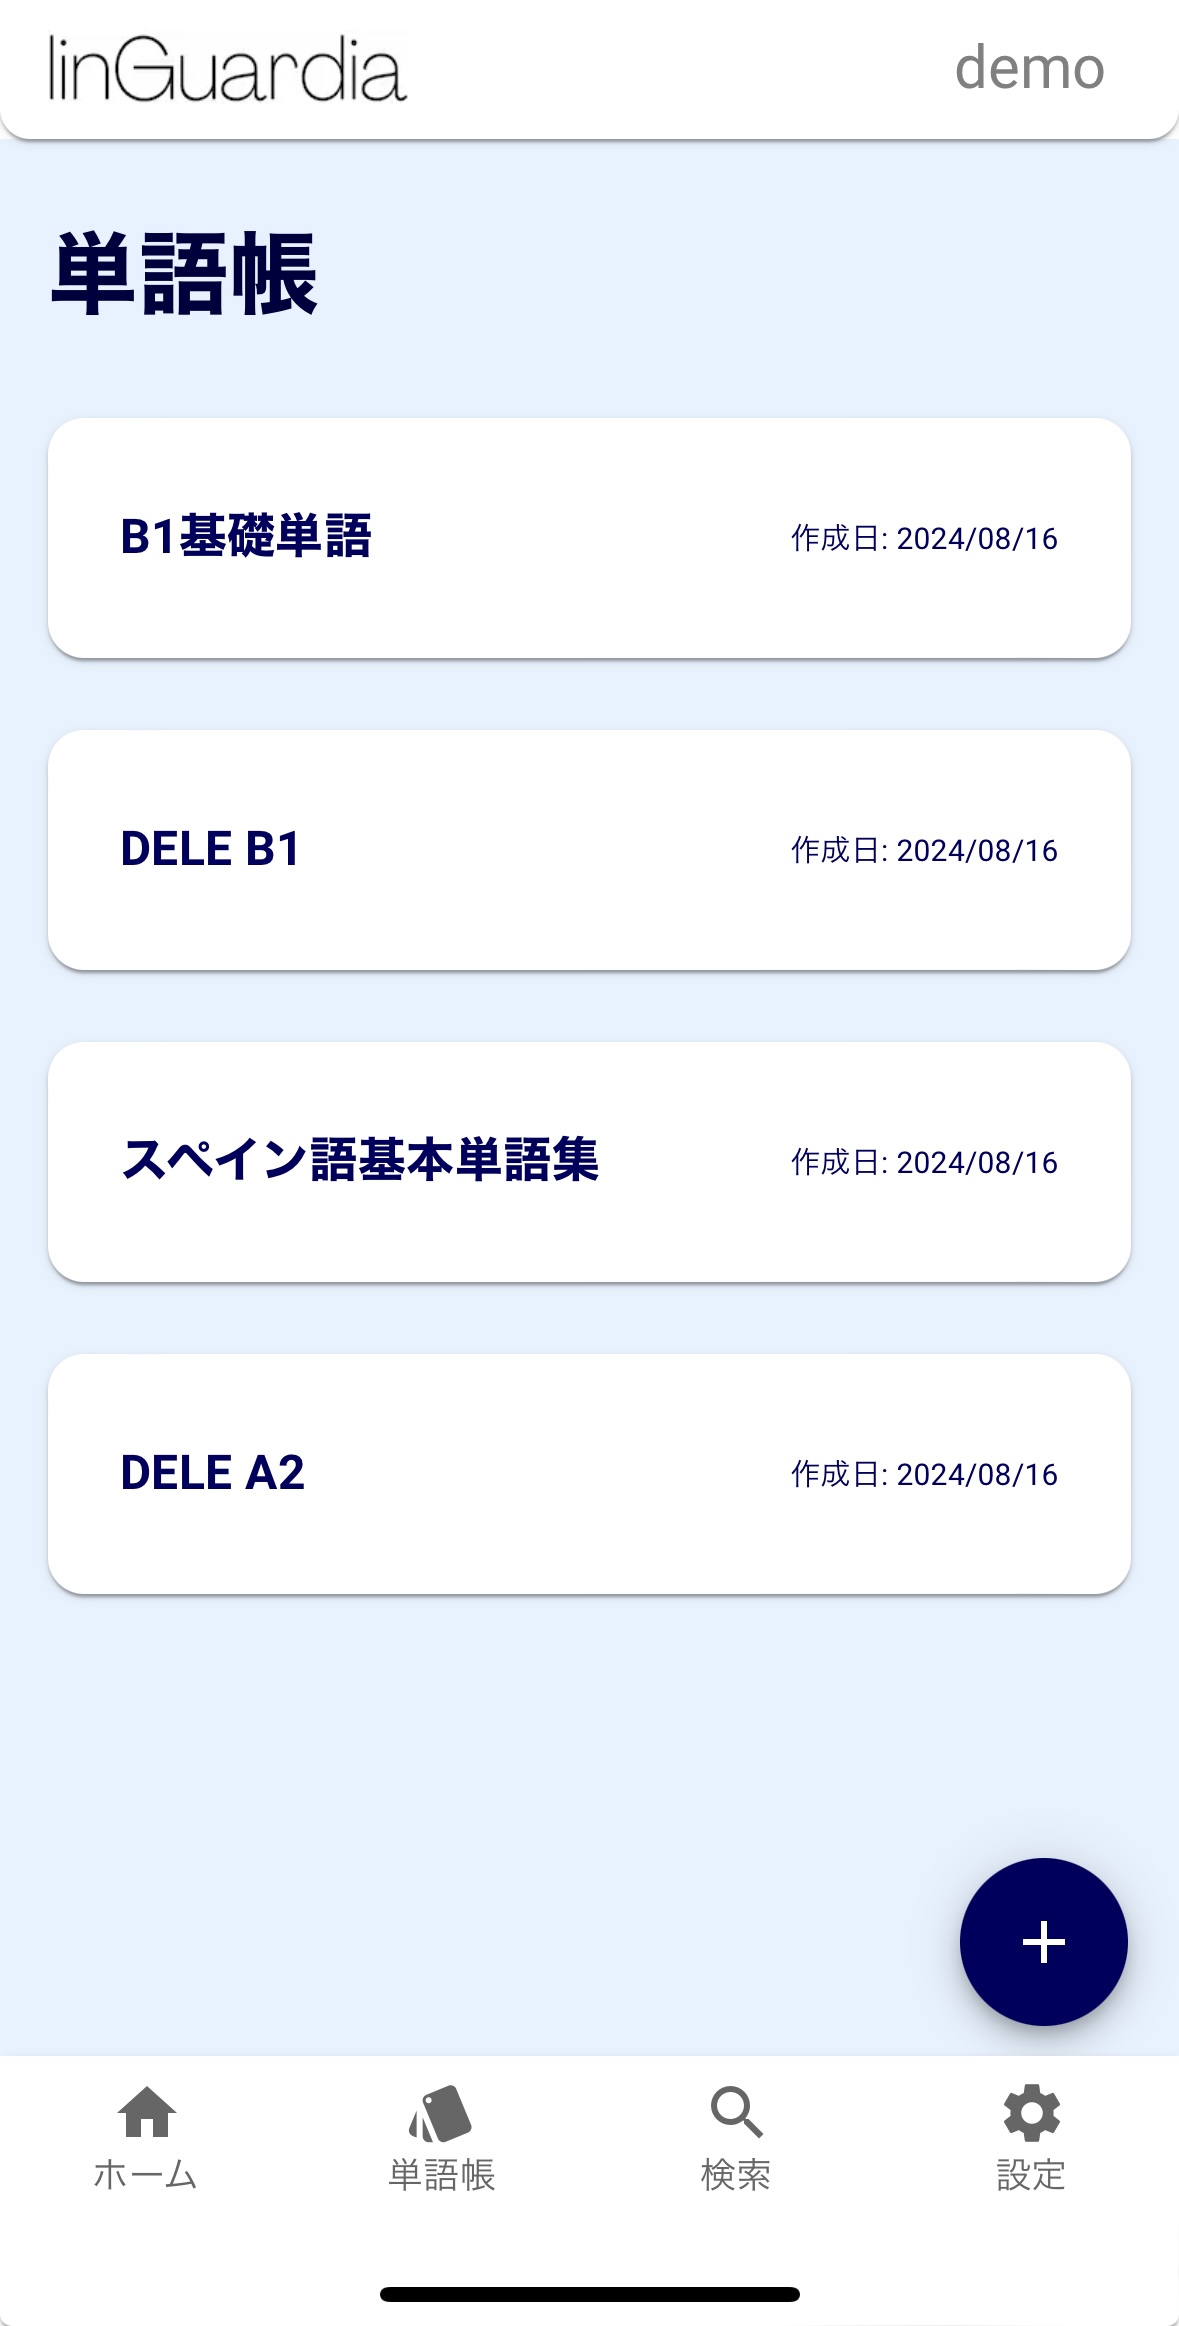 linGuardia
demo
単語帳
B1基礎単語
作成日: 2024/08/16
DELE B1
作成日: 2024/08/16
スペイン語基本単語集
作成日: 2024/08/16
DELE A2
作成日: 2024/08/16
ホーム
単語帳
検索
設定